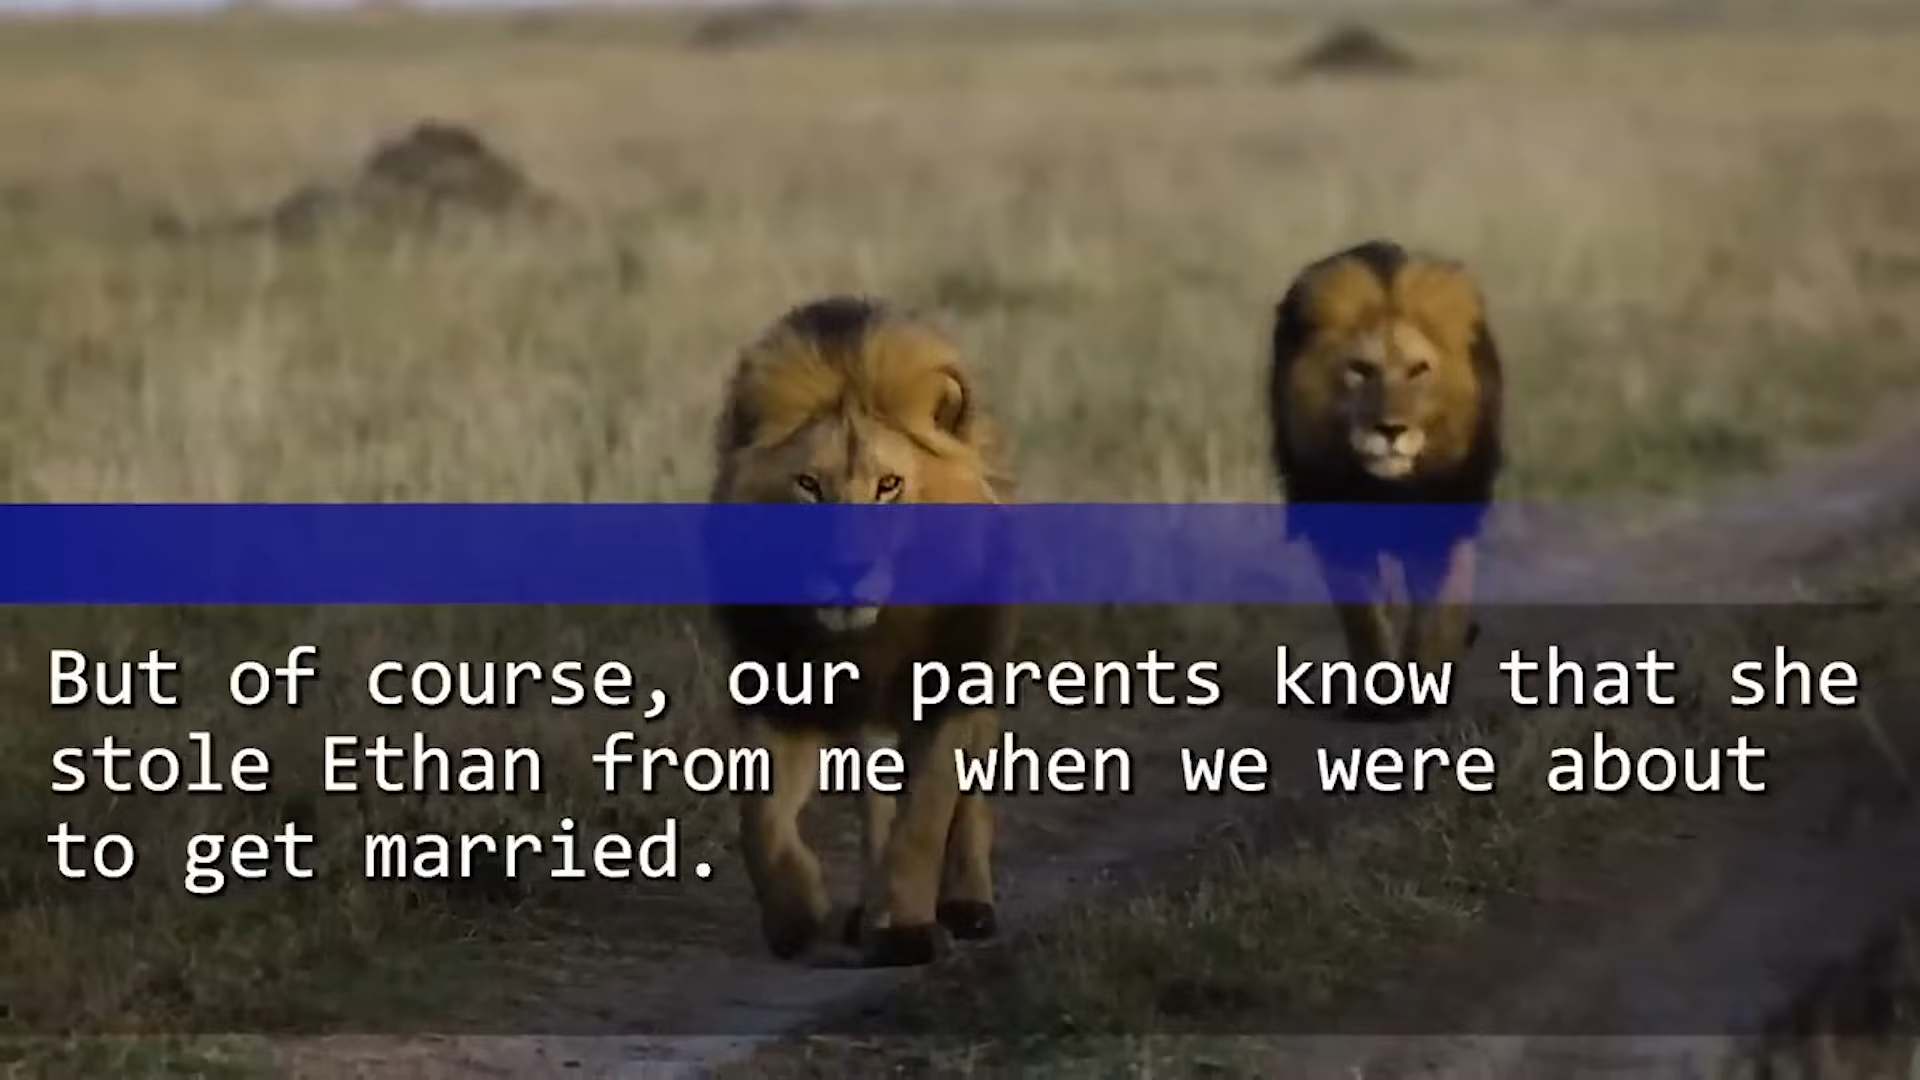 But of course, our parents know that she
stole Ethan from me when we were about
to get married.